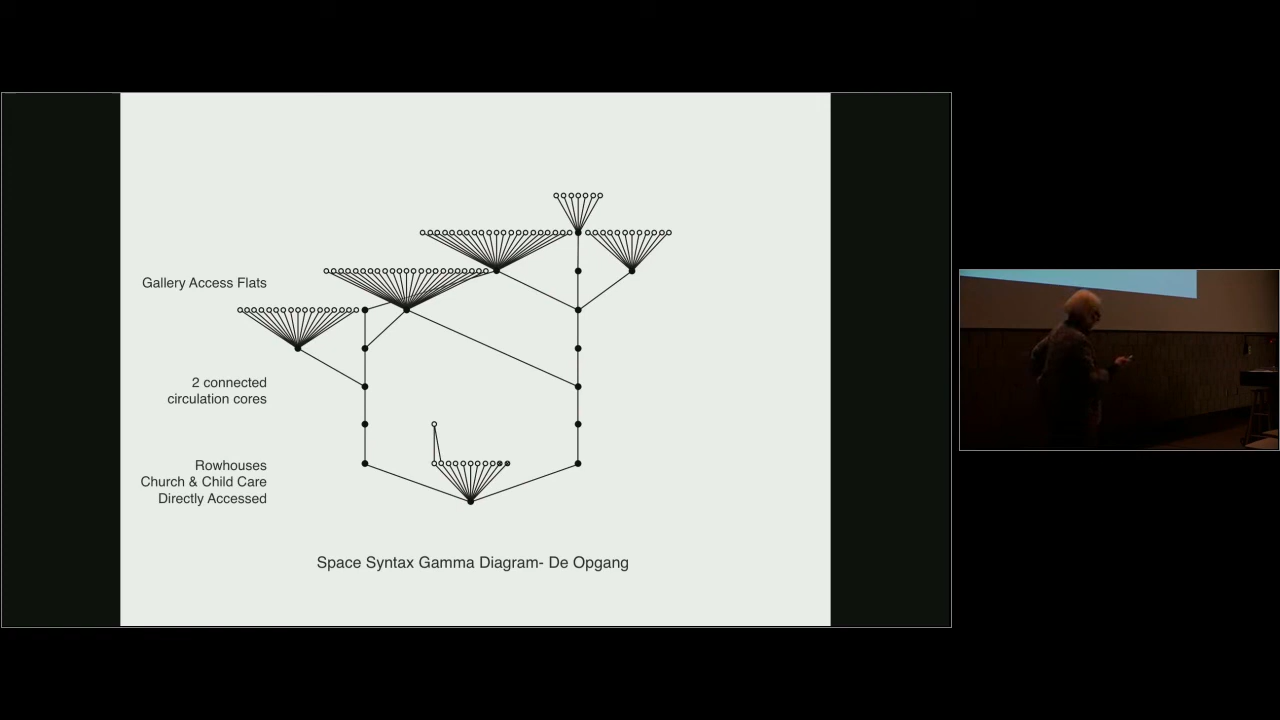 Gallery Access Flats
2 connected
circulation cores
Rowhouses
Church & Child Care
Directly Accessed
Space Syntax Gamma Diagram- De Opgang